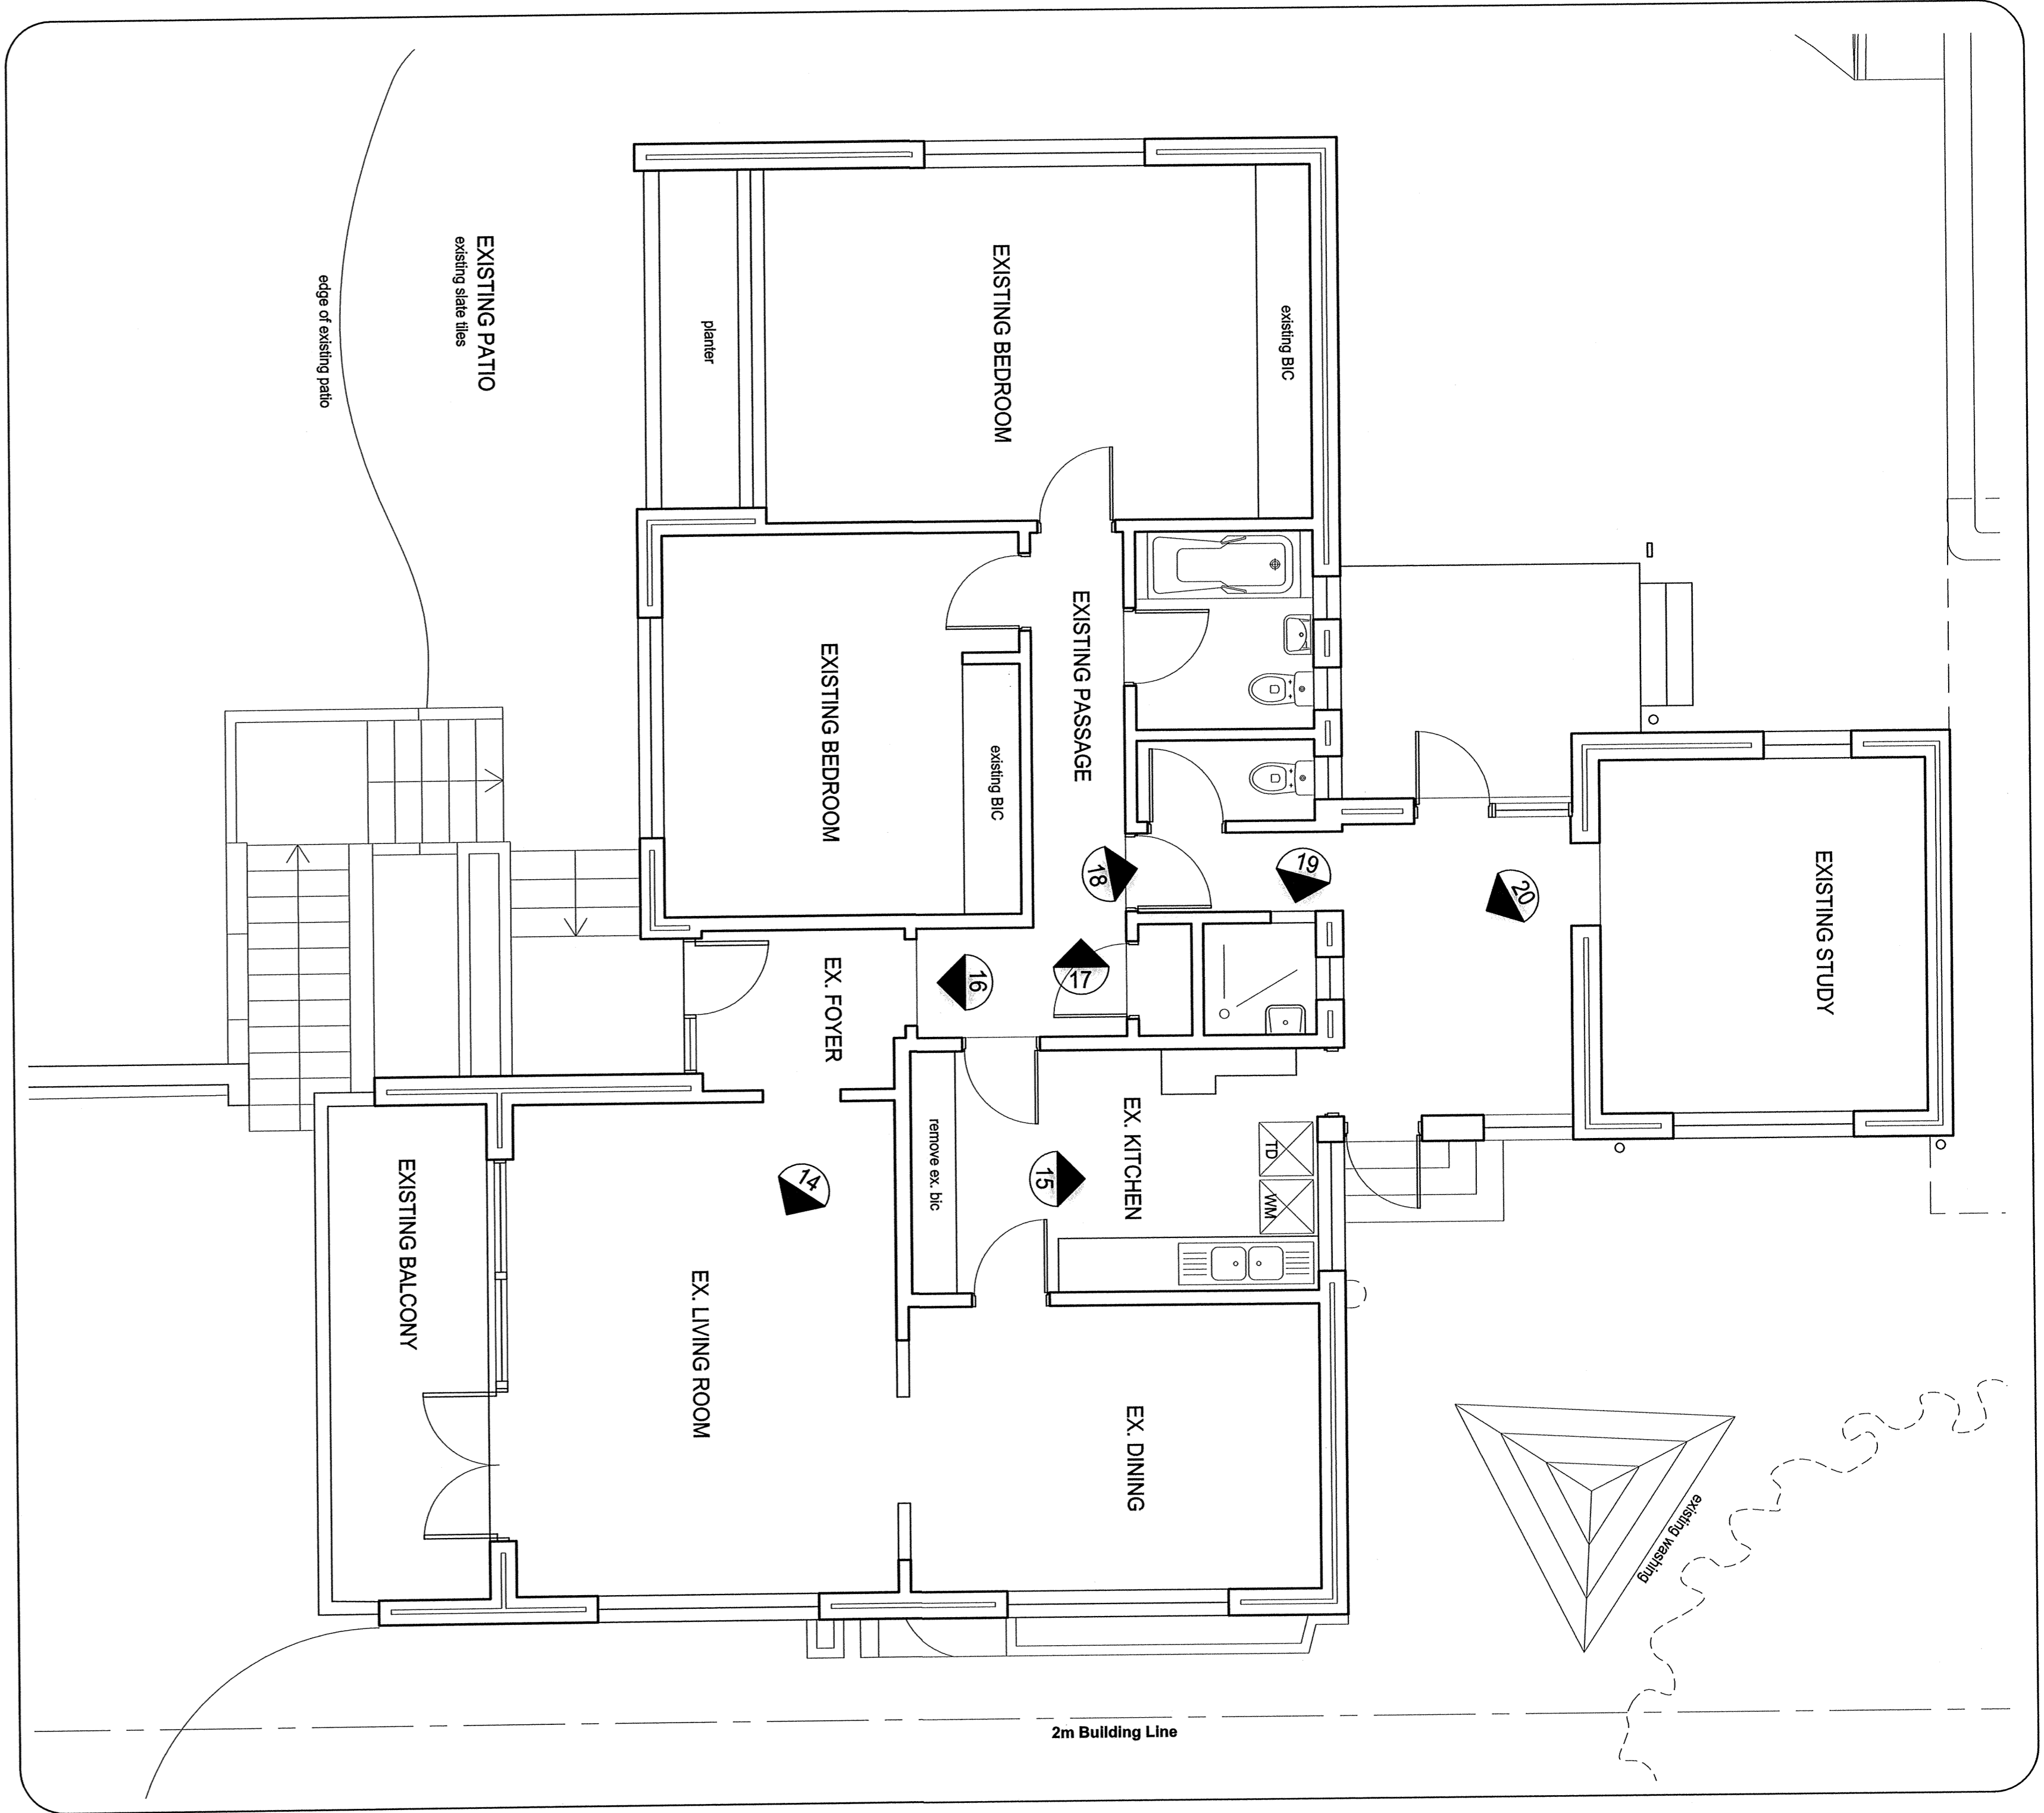 EXISTING PATIO
existing slate tiles
edge of existing patio
planter
EXISTING BEDROOM
existing BIC
EXISTING BEDROOM
existing BIC
EXISTING PASSAGE
EXISTING STUDY
18
19
20
17
16
EX. FOYER
EX. KITCHEN
remove ex. bic
TD
WM
15
14
EXISTING BALCONY
EX. LIVING ROOM
EX. DINING
existing washing
2m Building Line